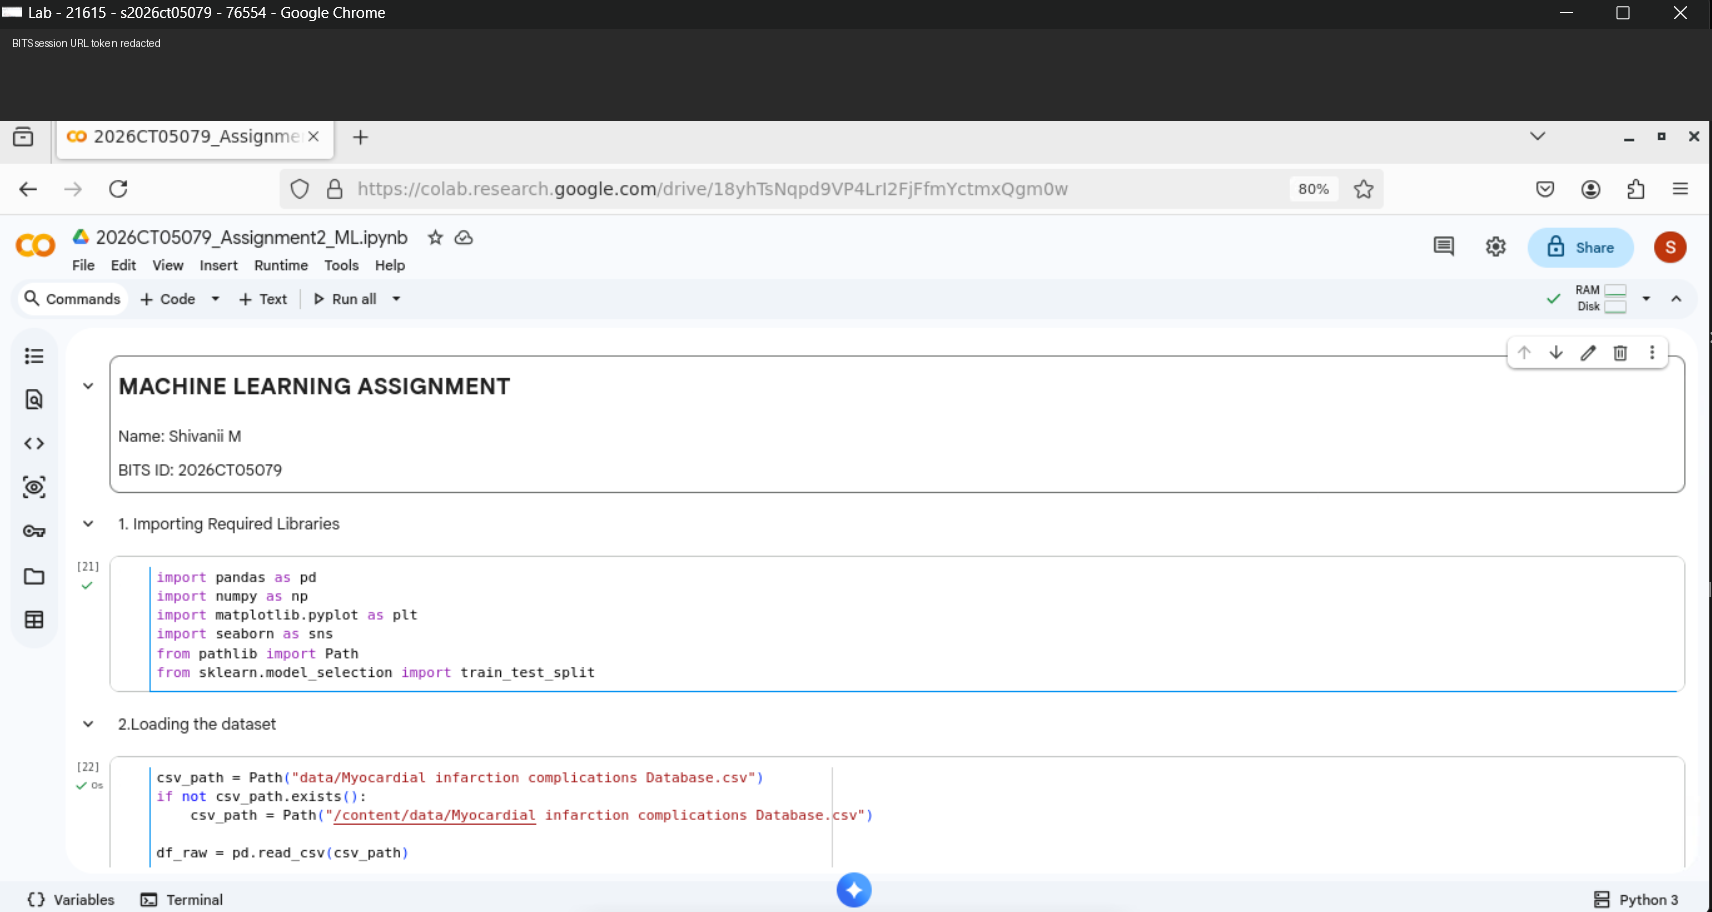 Lab - 21615 - s2026ct05079 - 76554 - Google Chrome
BITS session URL token redacted
2026CT05079_Assignme
https://colab.research.google.com/drive/18yhTsNqpd9VP4LrI2FjFfmYctmxQgm0w
80%
2026CT05079_Assignment2_ML.ipynb
File Edit View Insert Runtime Tools Help
Share
S
Commands + Code + Text Run all
RAM
Disk
MACHINE LEARNING ASSIGNMENT
Name: Shivanii M
BITS ID: 2026CT05079
1. Importing Required Libraries
[21]
import pandas as pd
import numpy as np
import matplotlib.pyplot as plt
import seaborn as sns
from pathlib import Path
from sklearn.model_selection import train_test_split
2.Loading the dataset
[22]
0s
csv_path = Path("data/Myocardial infarction complications Database.csv")
if not csv_path.exists():
    csv_path = Path("/content/data/Myocardial infarction complications Database.csv")
df_raw = pd.read_csv(csv_path)
{} Variables Terminal
Python 3